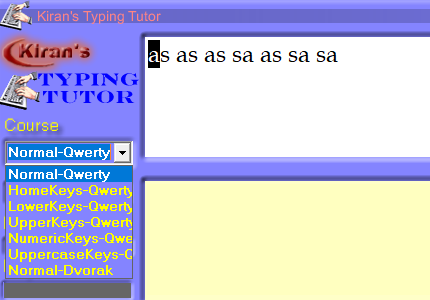 Kiran's Typing Tutor
Kiran's
TYPING
TUTOR
as as as sa as sa sa
Course
Normal-Qwerty
Normal-Qwerty
HomeKeys-Qwerty
LowerKeys-Qwerty
UpperKeys-Qwerty
NumericKeys-Qwe
UppercaseKeys-Q
Normal-Dvorak